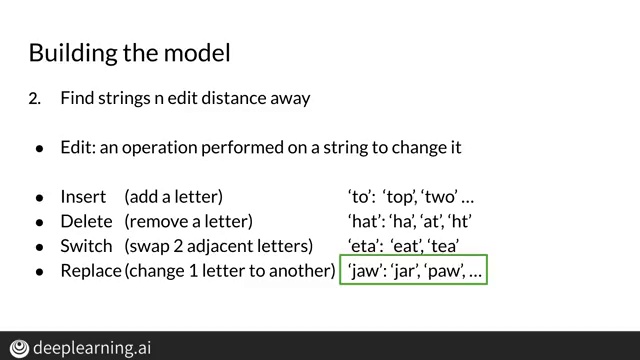 Building the model
2. Find strings n edit distance away
● Edit: an operation performed on a string to change it
● Insert (add a letter) ‘to’: ‘top’, ‘two’ …
● Delete (remove a letter) ‘hat’: ‘ha’, ‘at’, ‘ht’
● Switch (swap 2 adjacent letters) ‘eta’: ‘eat’, ‘tea’
● Replace (change 1 letter to another) ‘jaw’: ‘jar’, ‘paw’, …
deeplearning.ai